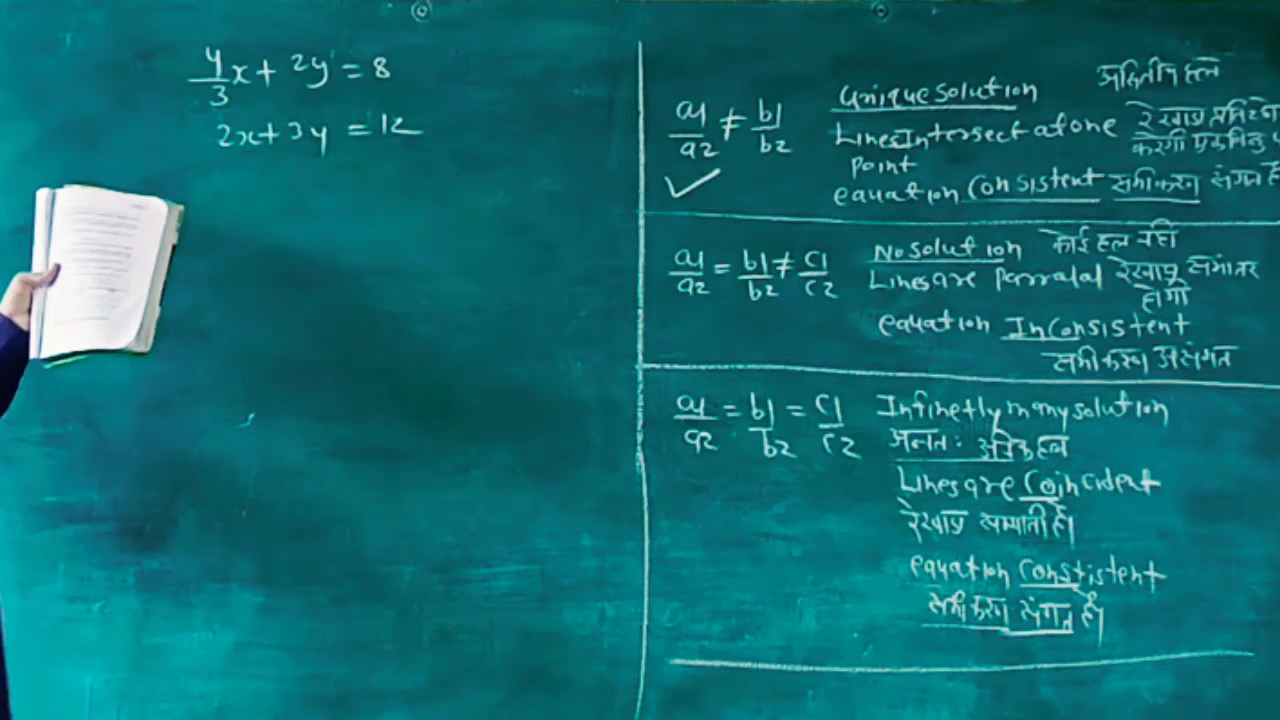 4/3 x + 2y = 8
2x + 3y = 12
a1/a2 ≠ b1/b2
Unique solution
Lines Intersect at one
point
equation Consistent समीकरण संगत है
a1/a2 = b1/b2 ≠ c1/c2
No solution कोई हल नहीं
Lines are parralal रेखाए समांतर
होगी
equation InConsistent
समीकरण असंगत
a1/a2 = b1/b2 = c1/c2
Infinetly many solution
अनेक हल
Lines are Coincident
रेखाए सम्पाती है।
equation Constistent
समीकरण संगत है।